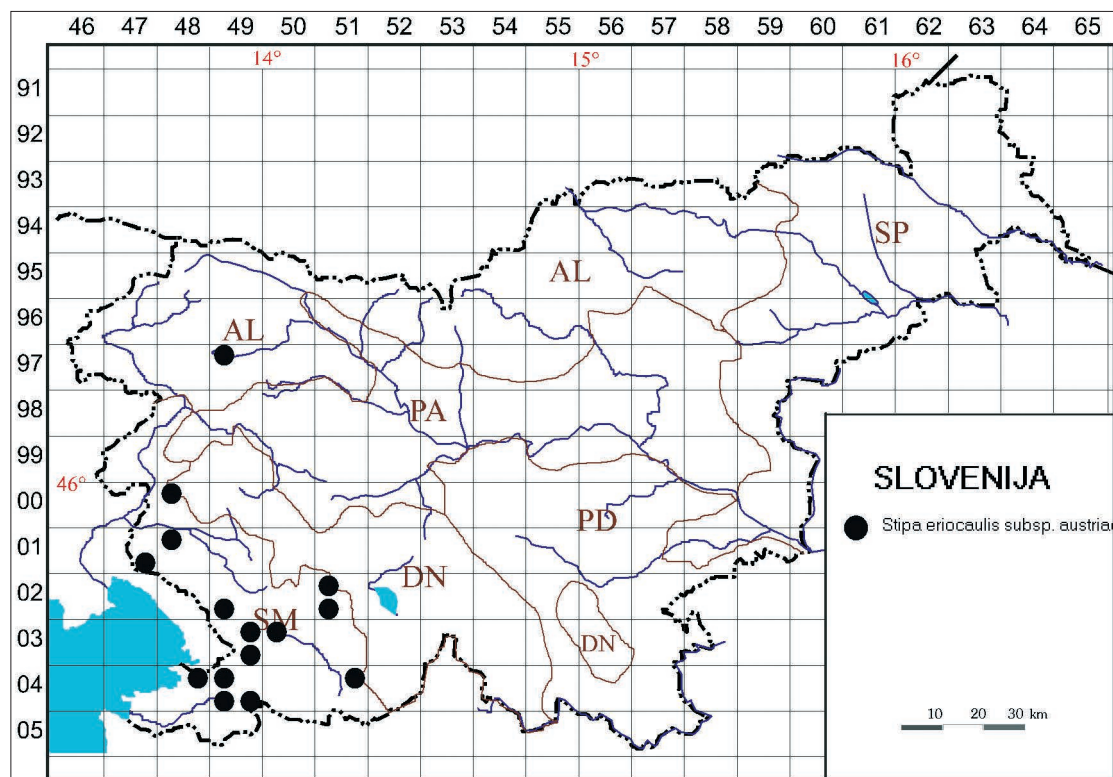 46 47 48 49 50 51 52 53 54 55 56 57 58 59 60 61 62 63 64 65
14° 15° 16°
91
92
93
94
SP
95
AL
96
AL
97
98
PA
99
46°
00
SLOVENIJA
PD
Stipa eriocaulis subsp. austriac
01
DN
02
SM
03
DN
04
10 20 30 km
05